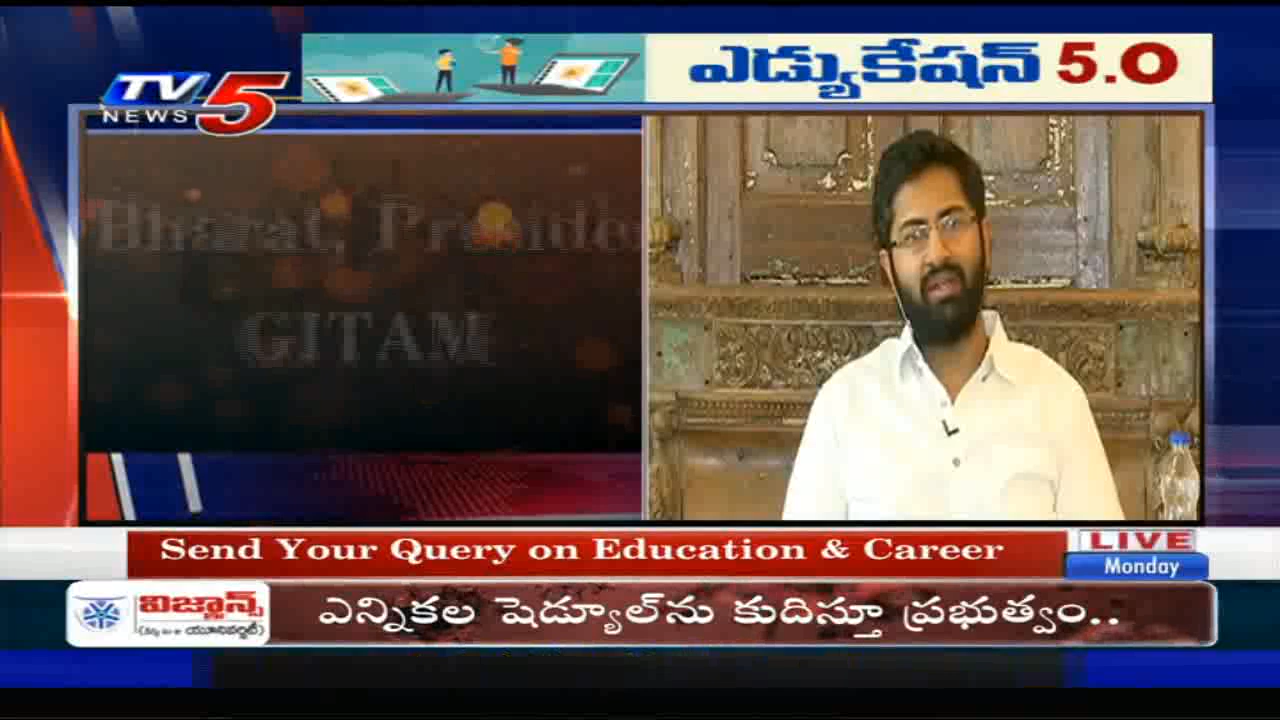 ఎడ్యుకేషన్ 5.0
TV5
NEWS
Bharat, Preside
GITAM
Send Your Query on Education & Career
LIVE
Monday
విజ్ఞాన్స్
యూనివర్శిటీ)
ఎన్నికల షెడ్యూల్‌ను కుదిస్తూ ప్రభుత్వం..